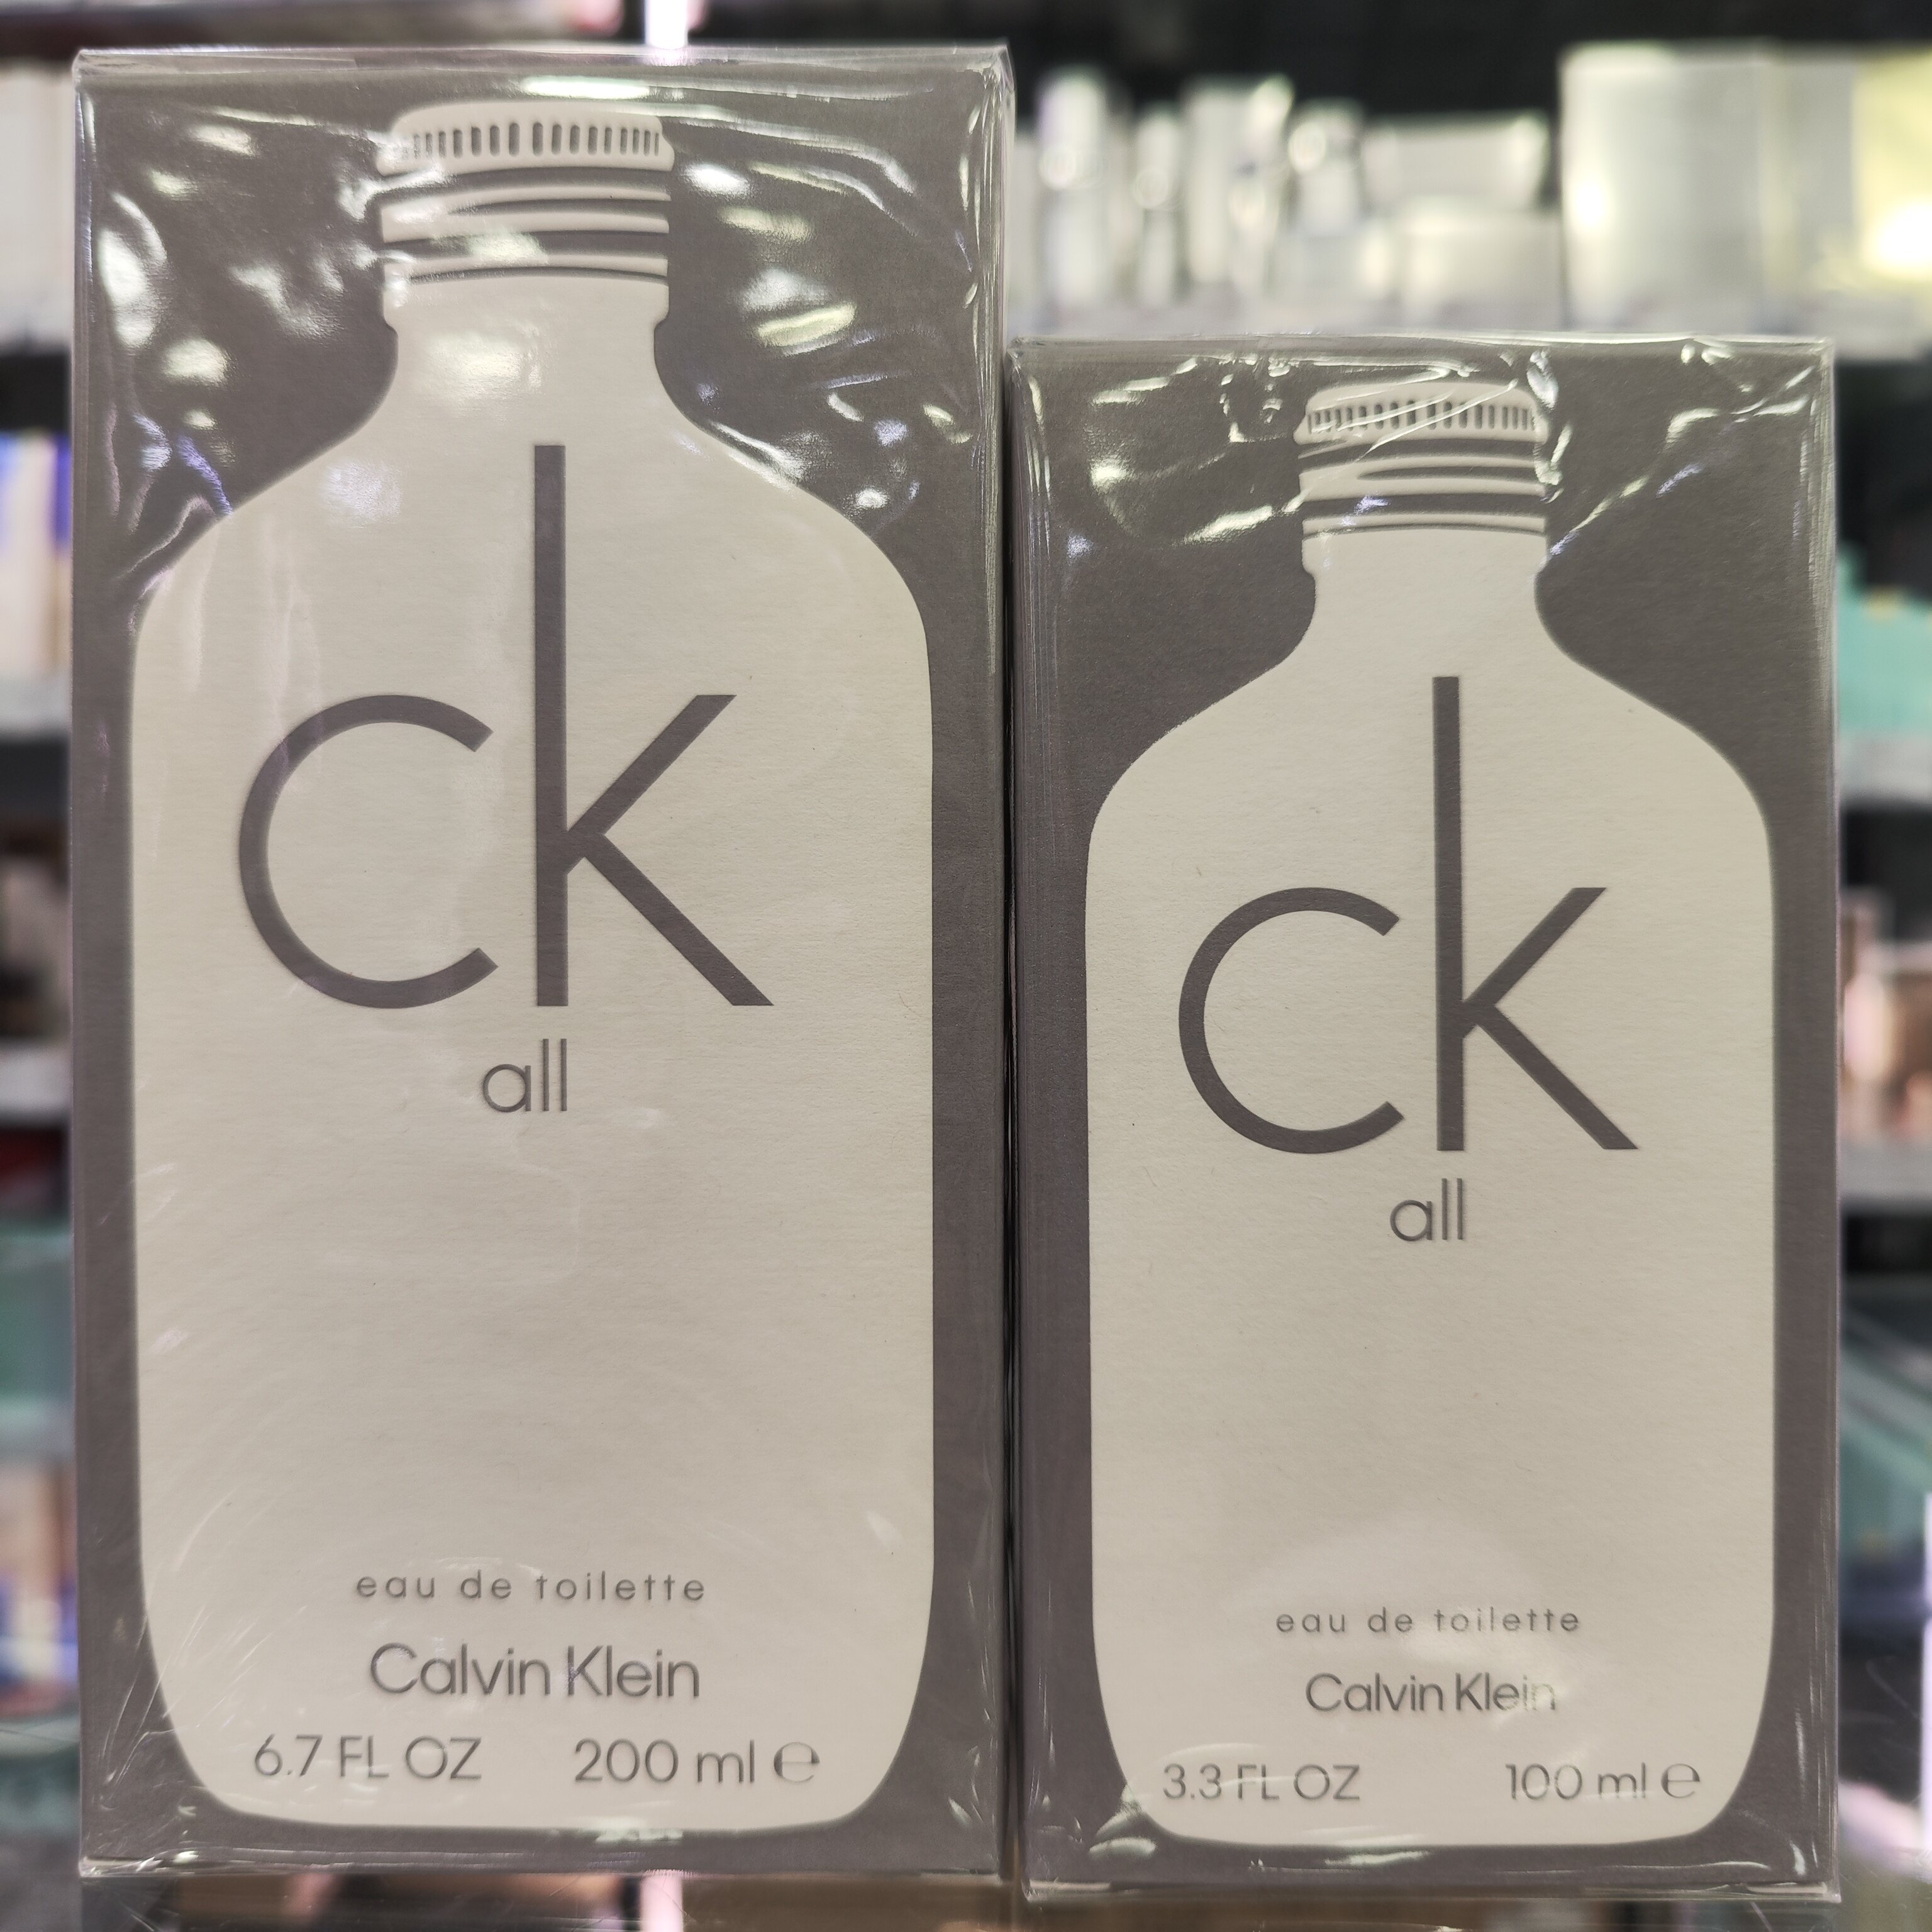 ck
all
eau de toilette
Calvin Klein
6.7 FL OZ 200 ml ℮
ck
all
eau de toilette
Calvin Klein
3.3 FL OZ 100 ml ℮